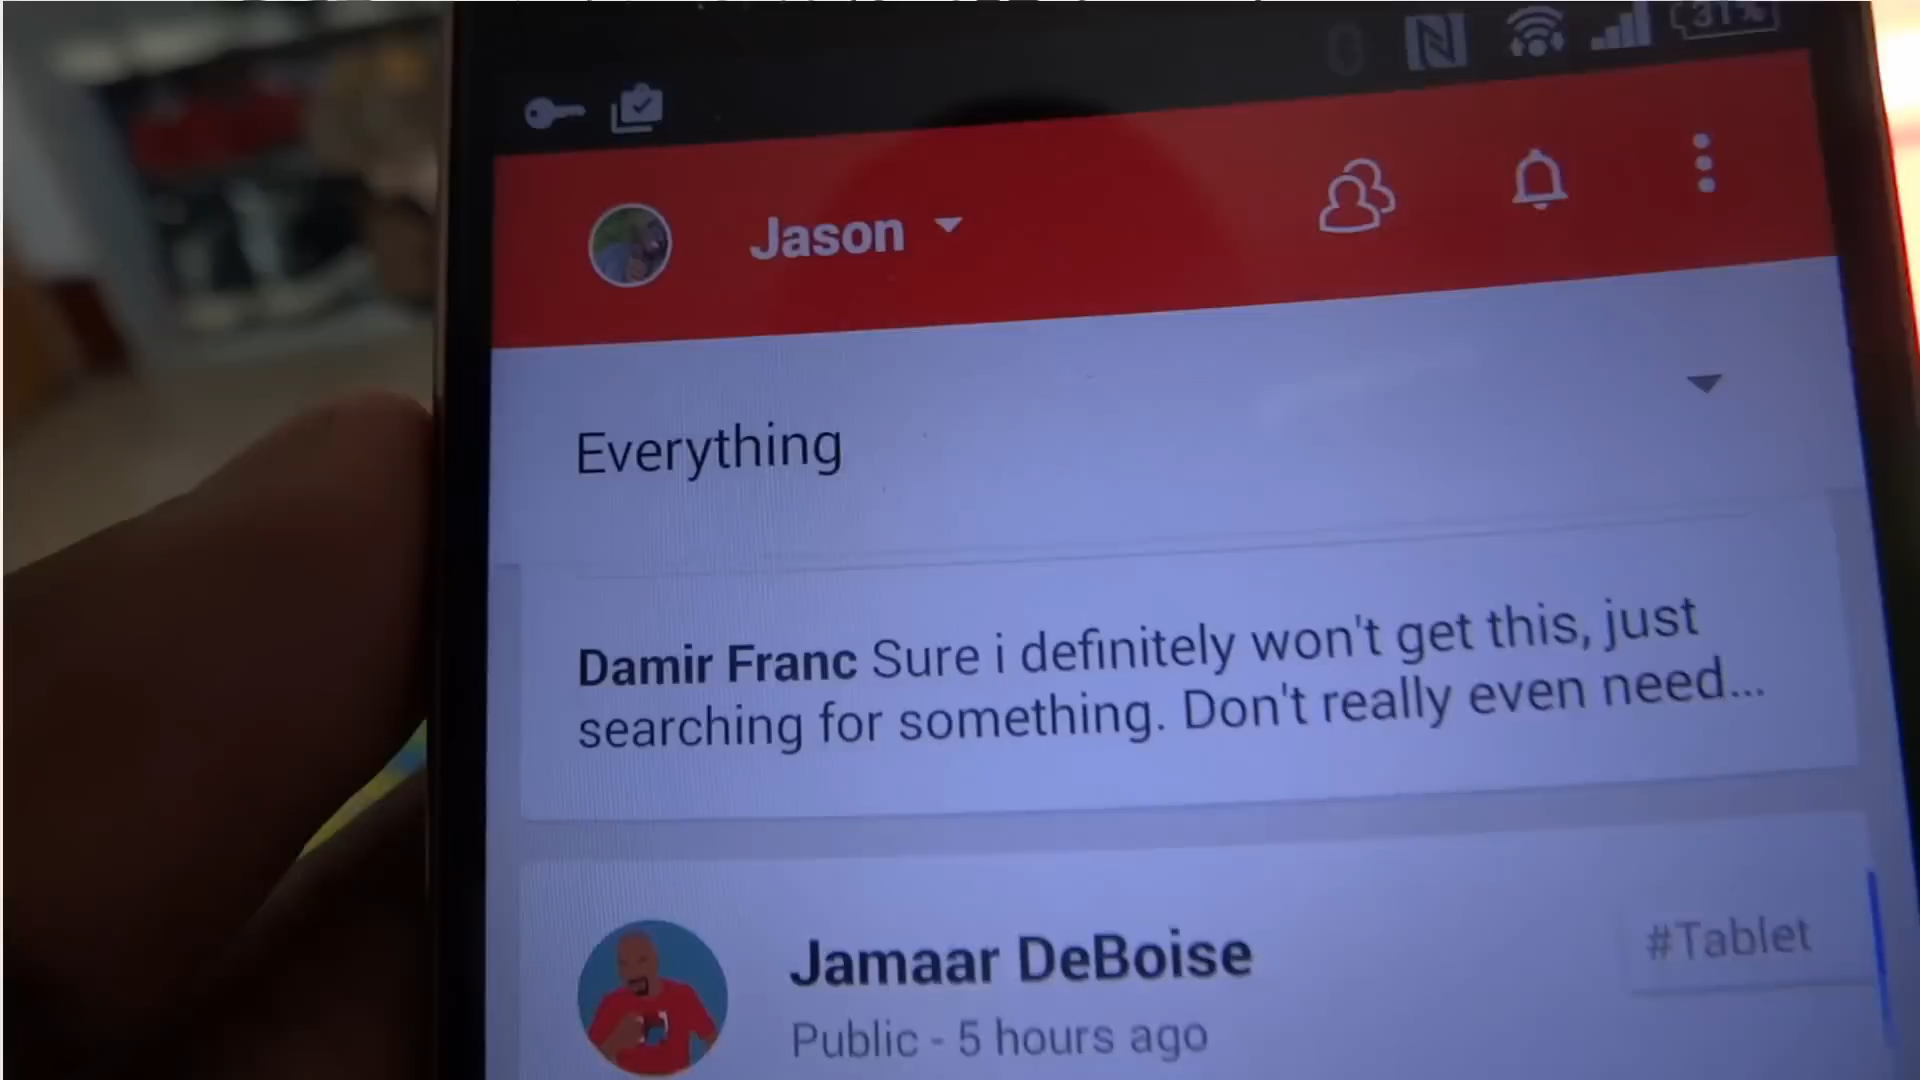 31%
Jason
Everything
Damir Franc Sure i definitely won't get this, just
searching for something. Don't really even need...
Jamaar DeBoise
#Tablet
Public - 5 hours ago